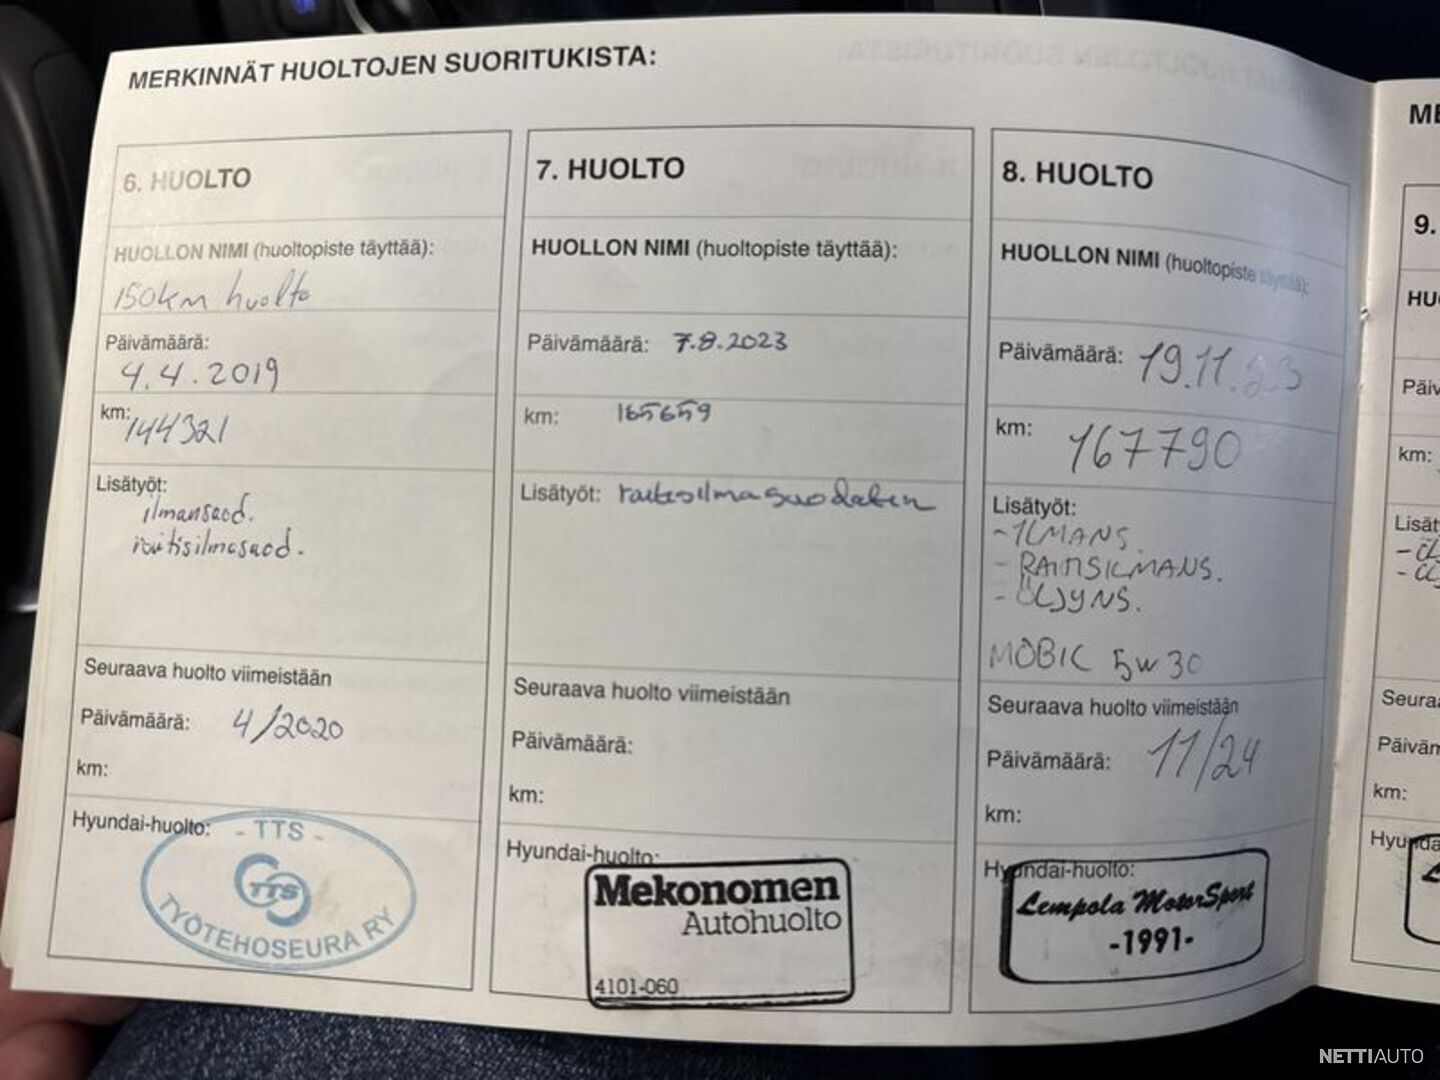 MERKINNÄT HUOLTOJEN SUORITUKISTA:
6. HUOLTO
HUOLLON NIMI (huoltopiste täyttää):
150km huolto
Päivämäärä:
4.4.2019
km:
144321
Lisätyöt:
ilmansuod.
raitisilmasuod.
Seuraava huolto viimeistään
Päivämäärä: 4/2020
km:
Hyundai-huolto:
- TTS -
TTS
TYÖTEHOSEURA RY
7. HUOLTO
HUOLLON NIMI (huoltopiste täyttää):
Päivämäärä: 7.8.2023
km: 165659
Lisätyöt: raitisilmasuodatin
Seuraava huolto viimeistään
Päivämäärä:
km:
Hyundai-huolto:
Mekonomen
Autohuolto
4101-060
8. HUOLTO
HUOLLON NIMI (huoltopiste täyttää):
Päivämäärä: 19.11.23
km: 167790
Lisätyöt:
-ILMANS.
- RAITISILMANS.
- ÖLJYNS.
MOBIL 5W30
Seuraava huolto viimeistään
Päivämäärä: 11/24
km:
Hyundai-huolto:
Lempola MotorSport
-1991-
9.
km:
NETTIAUTO